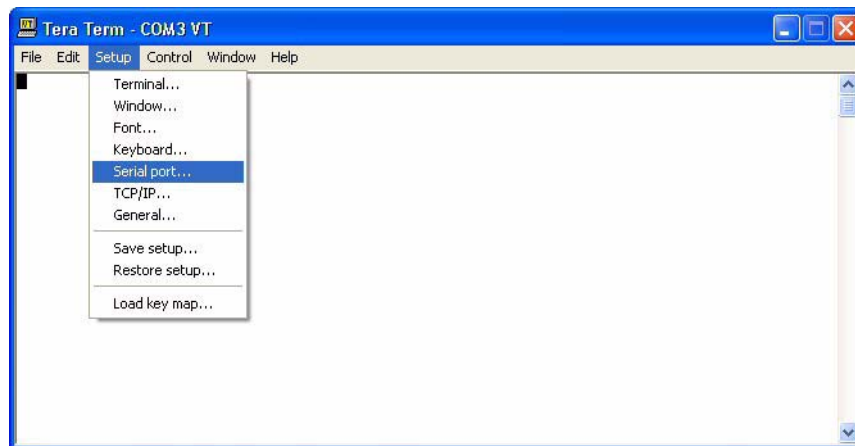 Tera Term - COM3 VT
File Edit Setup Control Window Help
Terminal...
Window...
Font...
Keyboard...
Serial port...
TCP/IP...
General...
Save setup...
Restore setup...
Load key map...